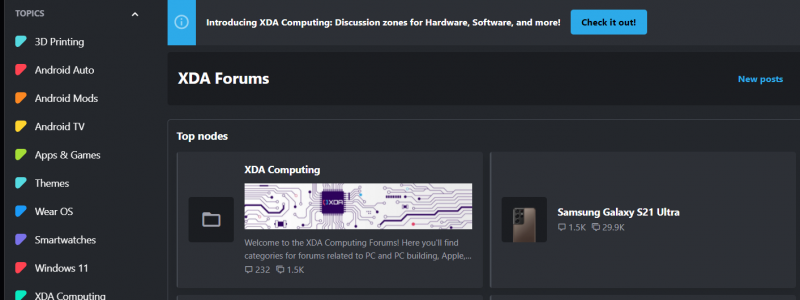 TOPICS
3D Printing
Android Auto
Android Mods
Android TV
Apps & Games
Themes
Wear OS
Smartwatches
Windows 11
XDA Computing
Introducing XDA Computing: Discussion zones for Hardware, Software, and more!
Check it out!
XDA Forums
New posts
Top nodes
XDA Computing
XDA
Welcome to the XDA Computing Forums! Here you'll find
categories for forums related to PC and PC building, Apple,...
232 1.5K
Samsung Galaxy S21 Ultra
1.5K 29.9K